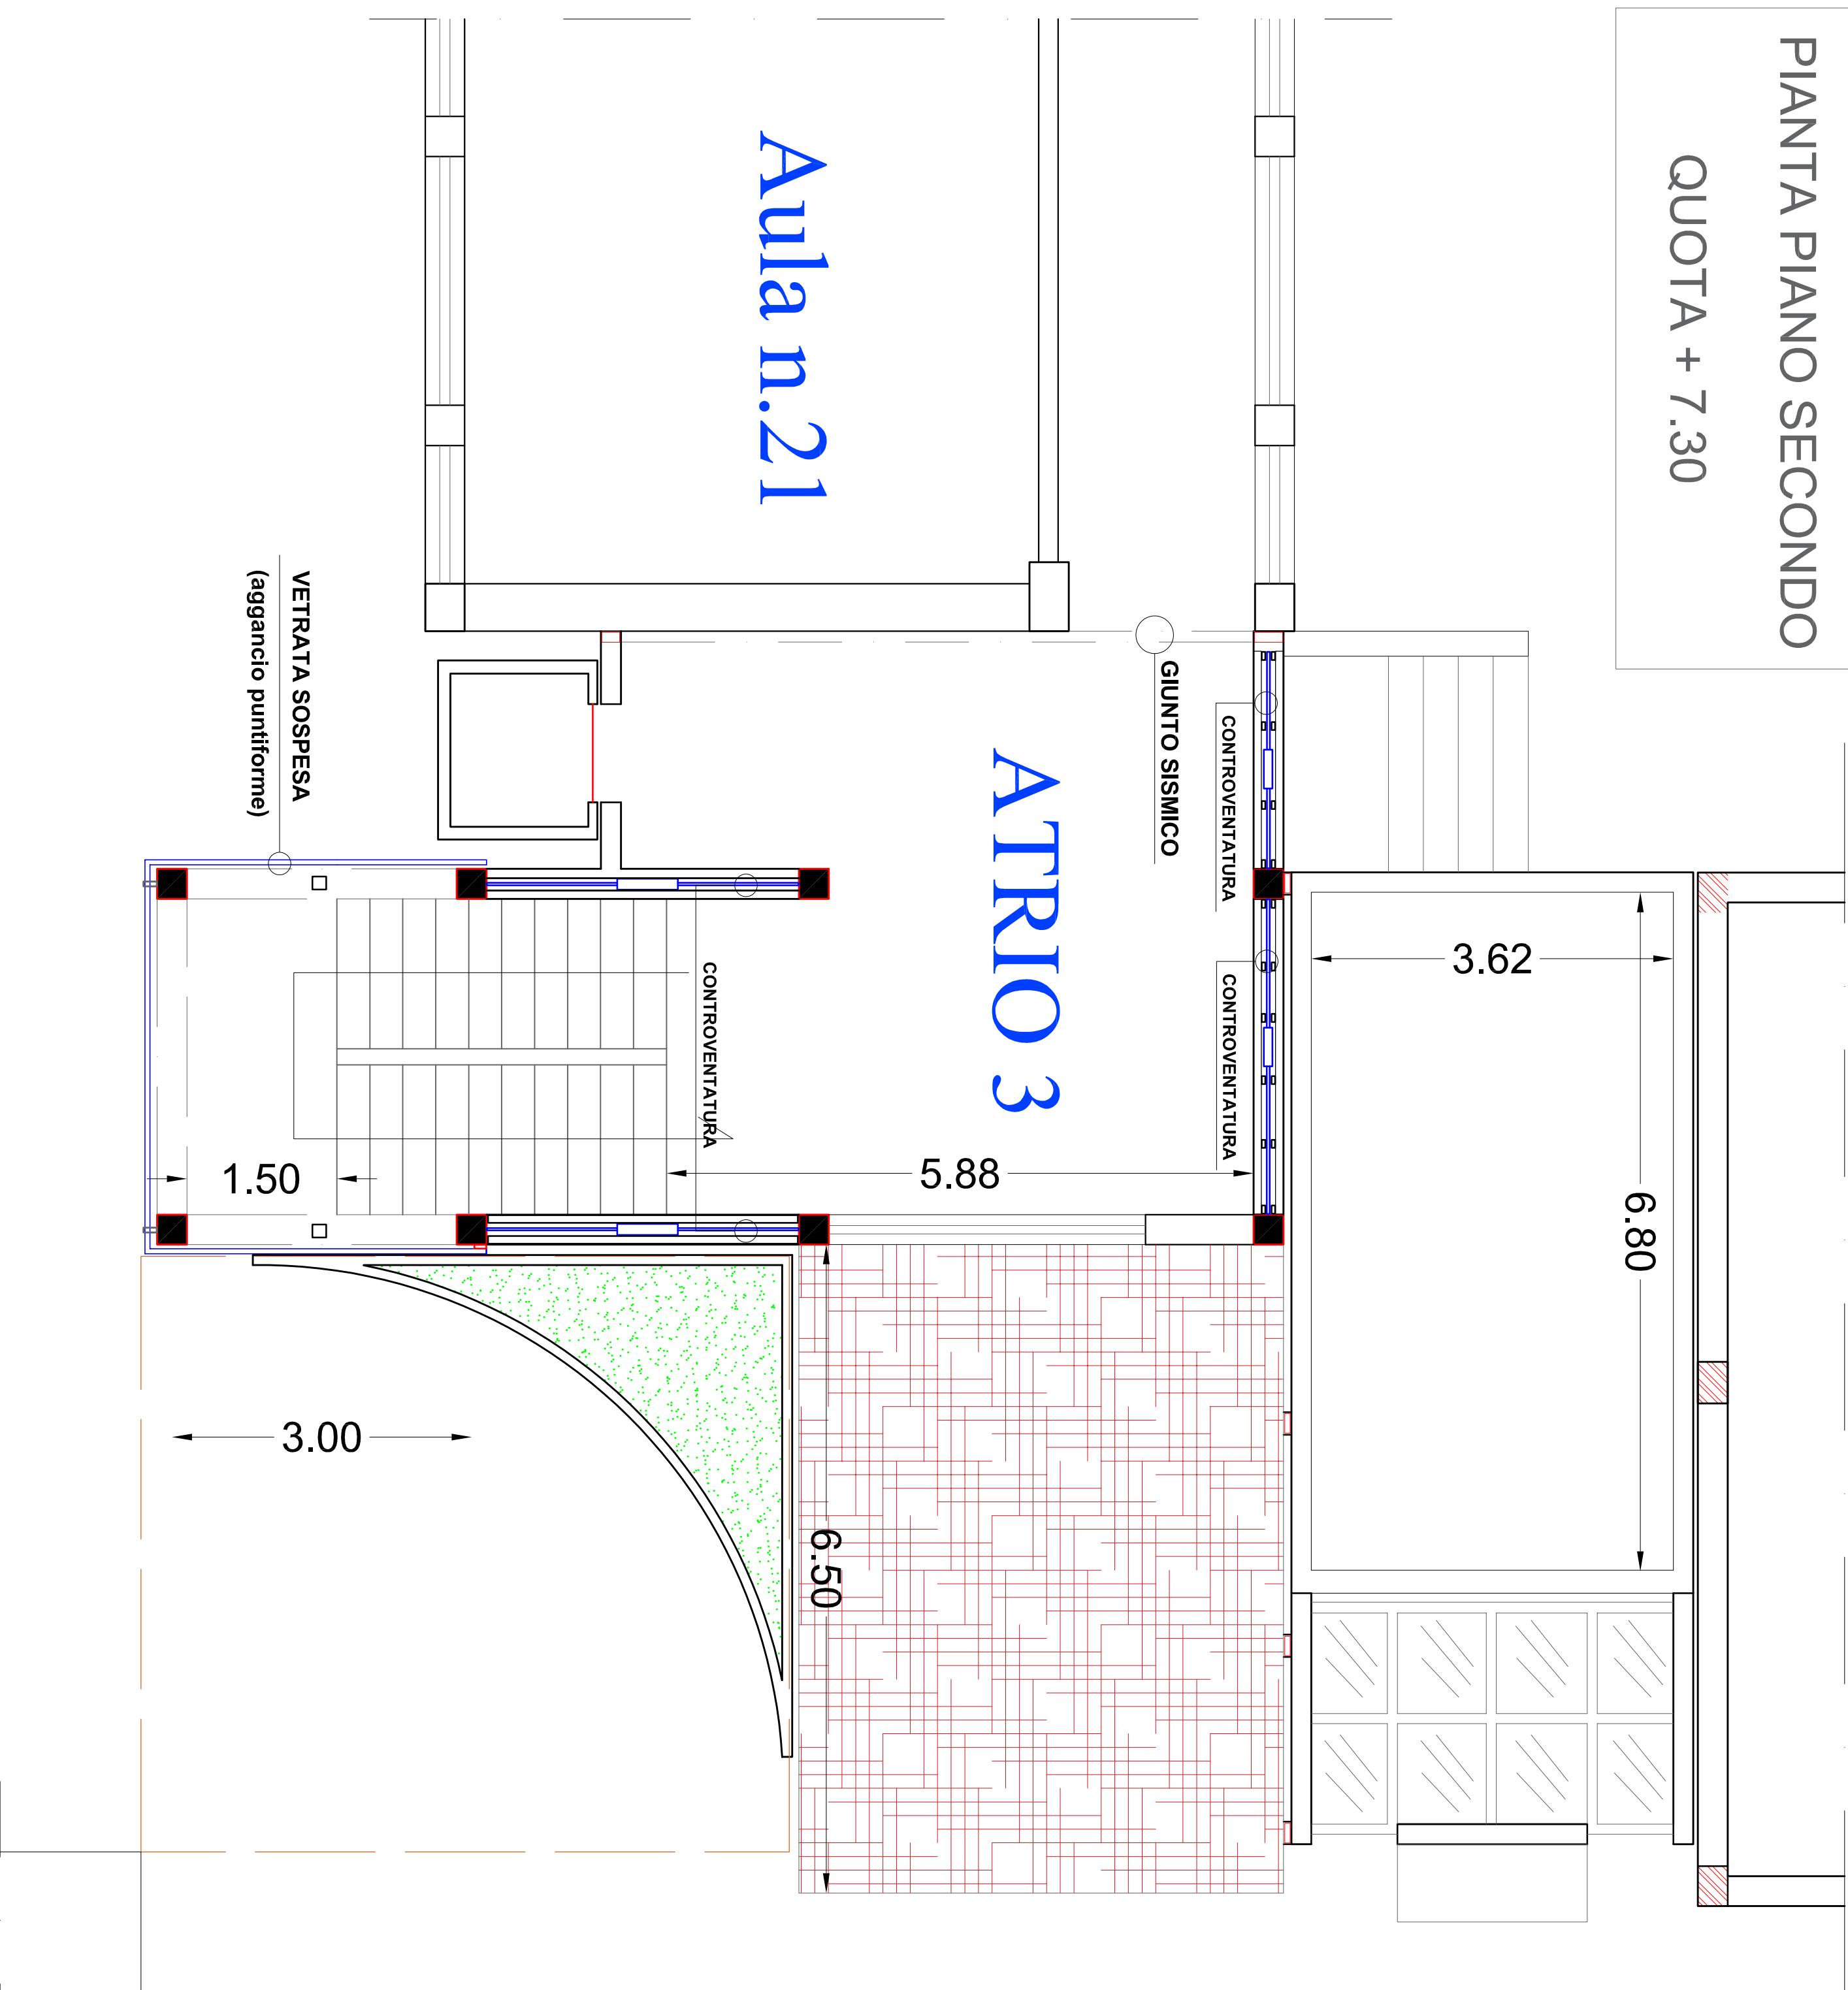 PIANTA PIANO SECONDO
QUOTA + 7.30
Aula n.21
GIUNTO SISMICO
CONTROVENTATURA
CONTROVENTATURA
ATRIO 3
CONTROVENTATURA
VETRATA SOSPESA
(aggancio puntiforme)
3.62
6.80
5.88
1.50
3.00
6.50